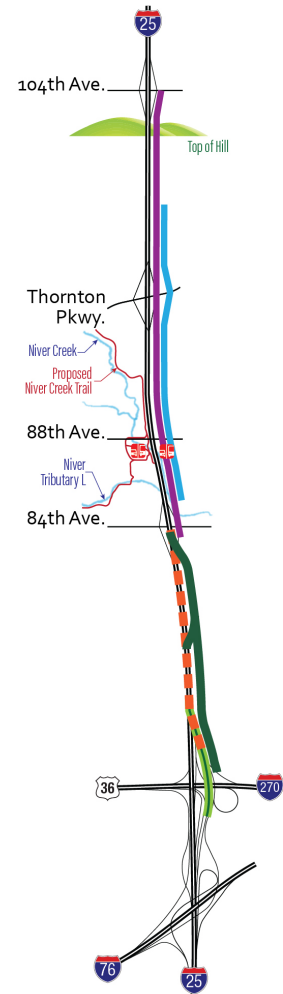 25
104th Ave.
Top of Hill
Thornton
Pkwy.
Niver Creek
Proposed
Niver Creek Trail
88th Ave.
Niver
Tributary L
84th Ave.
36
270
76
25